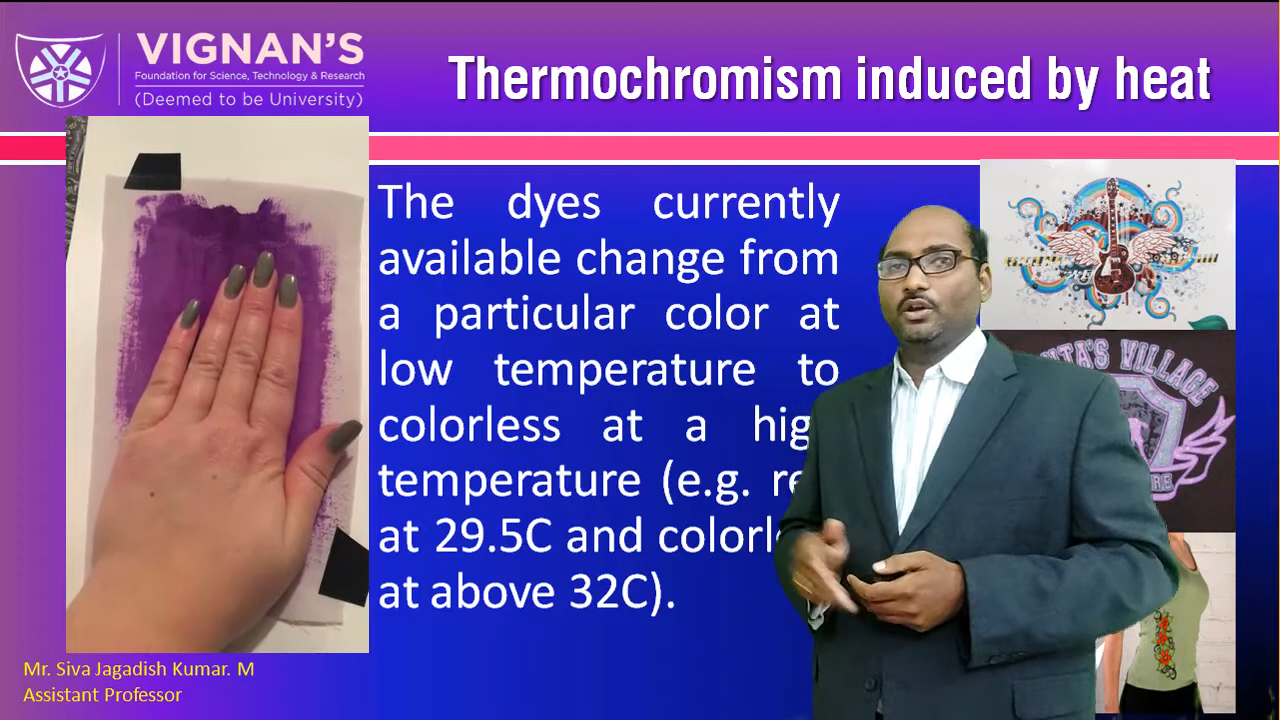 VIGNAN'S
Foundation for Science, Technology & Research
(Deemed to be University)
Thermochromism induced by heat
The dyes currently
available change from
a particular color at
low temperature to
colorless at a
temperature (e.g.
at 29.5C and
at above 32C).
VILLAGE
Mr. Siva Jagadish Kumar. M
Assistant Professor